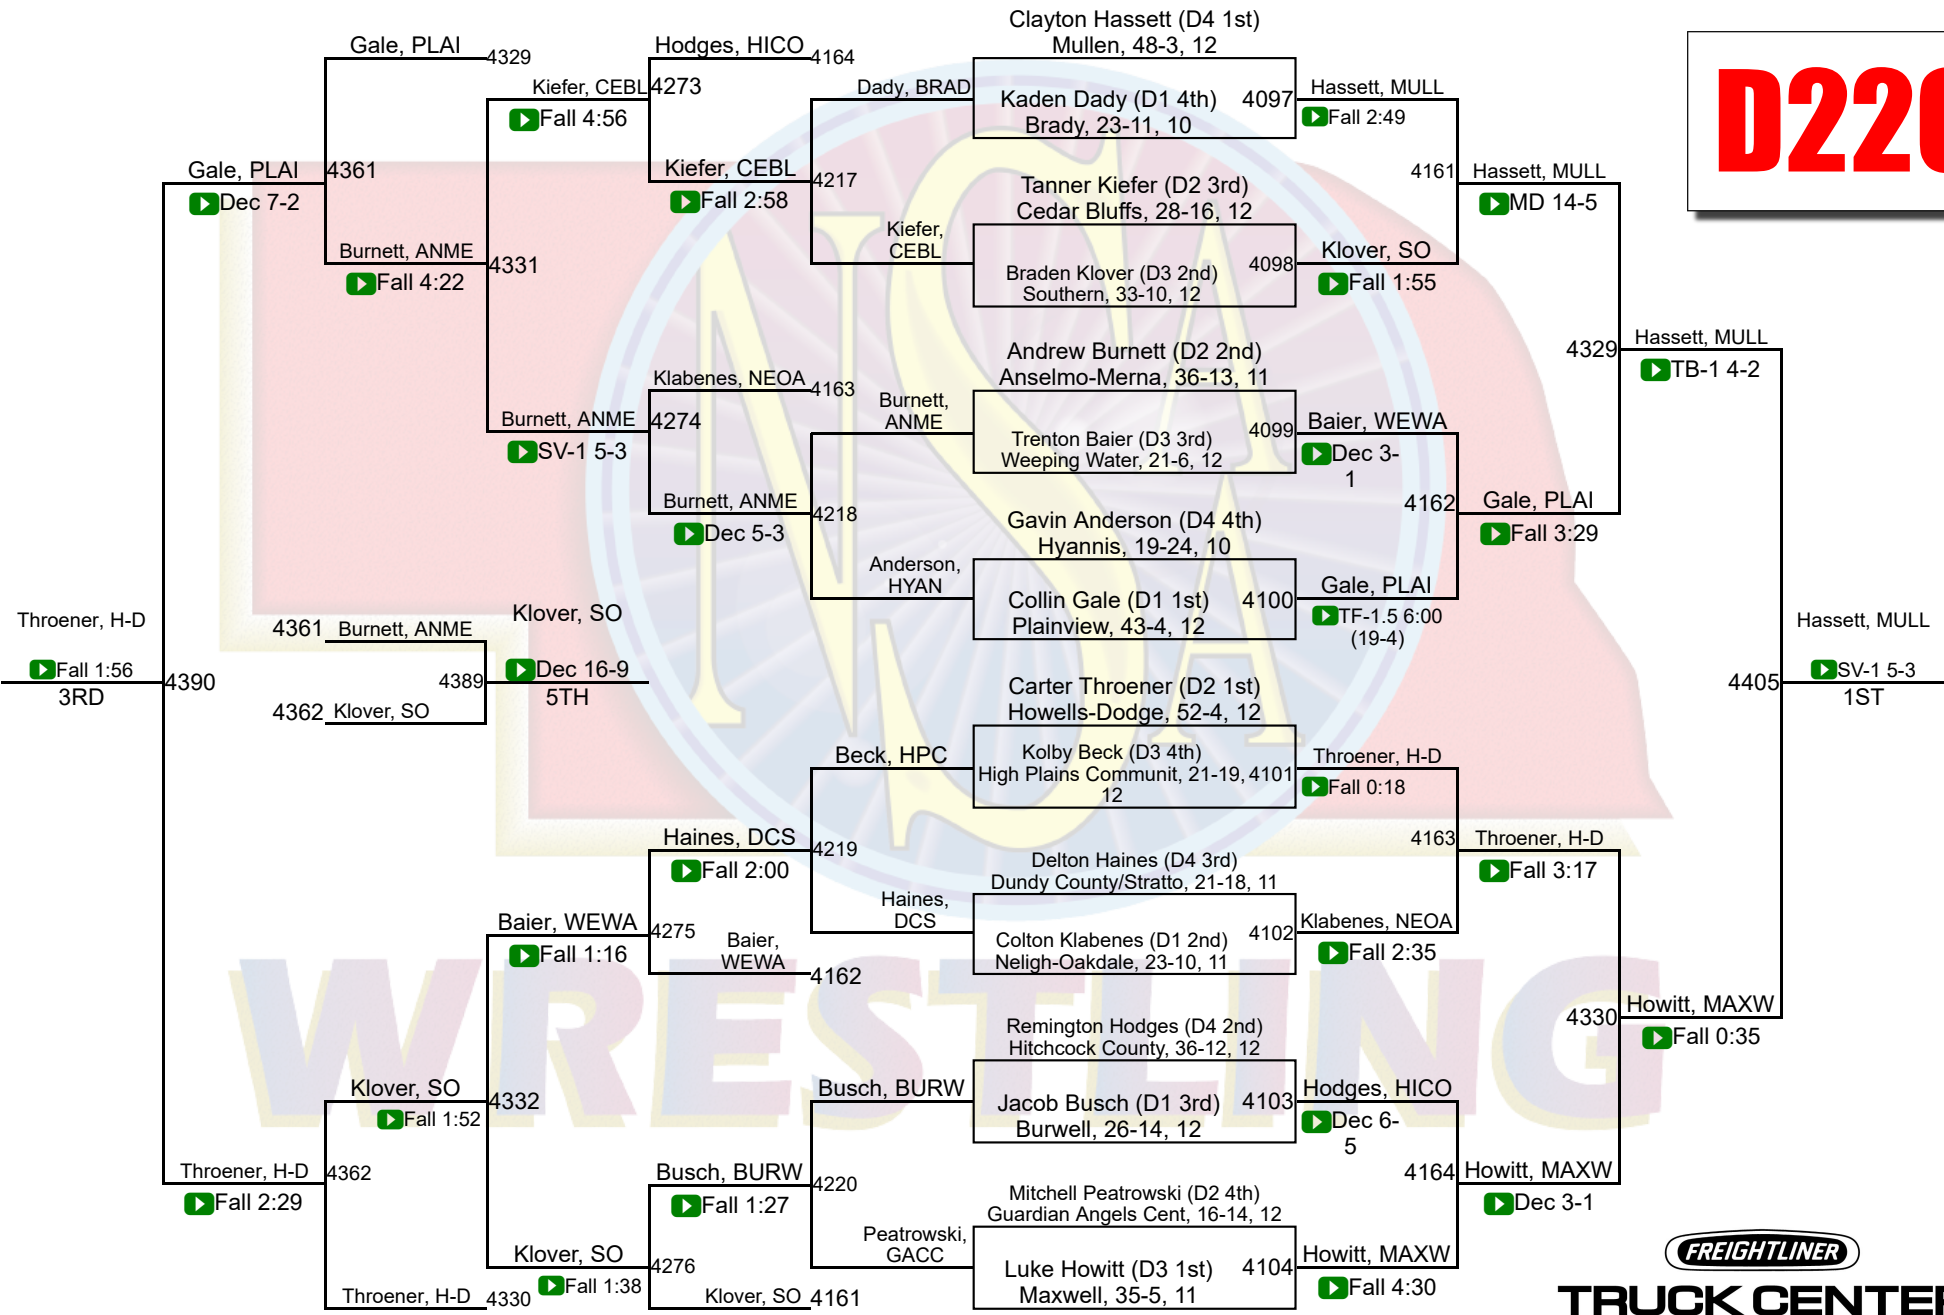 Clayton Hassett (D4 1st)
Mullen, 48-3, 12
Kaden Dady (D1 4th)
Brady, 23-11, 10
4097
Tanner Kiefer (D2 3rd)
Cedar Bluffs, 28-16, 12
Braden Klover (D3 2nd)
Southern, 33-10, 12
4098
Andrew Burnett (D2 2nd)
Anselmo-Merna, 36-13, 11
Trenton Baier (D3 3rd)
Weeping Water, 21-6, 12
4099
Gavin Anderson (D4 4th)
Hyannis, 19-24, 10
Collin Gale (D1 1st)
Plainview, 43-4, 12
4100
Carter Throener (D2 1st)
Howells-Dodge, 52-4, 12
Kolby Beck (D3 4th)
High Plains Communit, 21-19,
12
4101
Delton Haines (D4 3rd)
Dundy County/Stratto, 21-18, 11
Colton Klabenes (D1 2nd)
Neligh-Oakdale, 23-10, 11
4102
Remington Hodges (D4 2nd)
Hitchcock County, 36-12, 12
Jacob Busch (D1 3rd)
Burwell, 26-14, 12
4103
Mitchell Peatrowski (D2 4th)
Guardian Angels Cent, 16-14, 12
Luke Howitt (D3 1st)
Maxwell, 35-5, 11
4104
Hassett, MULL
Fall 2:49
4161
Klover, SO
Fall 1:55
Baier, WEWA
Dec 3-
1
4162
Gale, PLAI
TF-1.5 6:00
(19-4)
Throener, H-D
Fall 0:18
4163
Klabenes, NEOA
Fall 2:35
Hodges, HICO
Dec 6-
5
4164
Howitt, MAXW
Fall 4:30
Hassett, MULL
MD 14-5
4329
Gale, PLAI
Fall 3:29
Throener, H-D
Fall 3:17
4330
Howitt, MAXW
Dec 3-1
Hassett, MULL
TB-1 4-2
4405
Howitt, MAXW
Fall 0:35
Hassett, MULL
SV-1 5-3
1ST
Dady, BRAD
4217
Kiefer,
CEBL
Burnett,
ANME
4218
Anderson,
HYAN
Beck, HPC
4219
Haines,
DCS
Busch, BURW
4220
Peatrowski,
GACC
Hodges, HICO
4164
4273
Kiefer, CEBL
Fall 2:58
Klabenes, NEOA
4163
4274
Burnett, ANME
Dec 5-3
Haines, DCS
Fall 2:00
4275
Baier,
WEWA
4162
Busch, BURW
Fall 1:27
4276
Klover, SO
4161
Kiefer, CEBL
Fall 4:56
4331
Burnett, ANME
SV-1 5-3
Baier, WEWA
Fall 1:16
4332
Klover, SO
Fall 1:38
Gale, PLAI
4329
4361
Burnett, ANME
Fall 4:22
Klover, SO
Fall 1:52
4362
Throener, H-D
4330
Gale, PLAI
Dec 7-2
4390
Throener, H-D
Fall 2:29
Throener, H-D
Fall 1:56
3RD
4361
Burnett, ANME
4389
4362
Klover, SO
Klover, SO
Dec 16-9
5TH
NSAA
WRESTLING
FREIGHTLINER
TRUCK CENTER